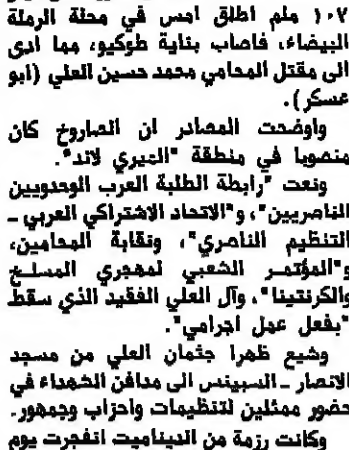 ١٠٧ ملم اطلق امس في محلة الرملة
البيضاء، فاصاب بناية طوكيو، مما ادى
الى مقتل المحامي محمد حسين العلي (ابو
عسكر).
واوضحت المصادر ان الصاروخ كان
منصوبا في منطقة "الميري لاند".
ونعت "رابطة الطلبة العرب الوحدويين
الناصريين"، و"الاتحاد الاشتراكي العربي ـ
التنظيم الناصري"، ونقابة المحامين،
و"المؤتمر الشعبي لمهجري المسلخ
والكرنتينا"، وآل العلي الفقيد الذي سقط
"بفعل عمل اجرامي".
وشيع ظهرا جثمان العلي من مسجد
الانصار ـ السبينس الى مدافن الشهداء في
حضور ممثلين لتنظيمات واحزاب وجمهور.
وكانت رزمة من الديناميت انفجرت يوم